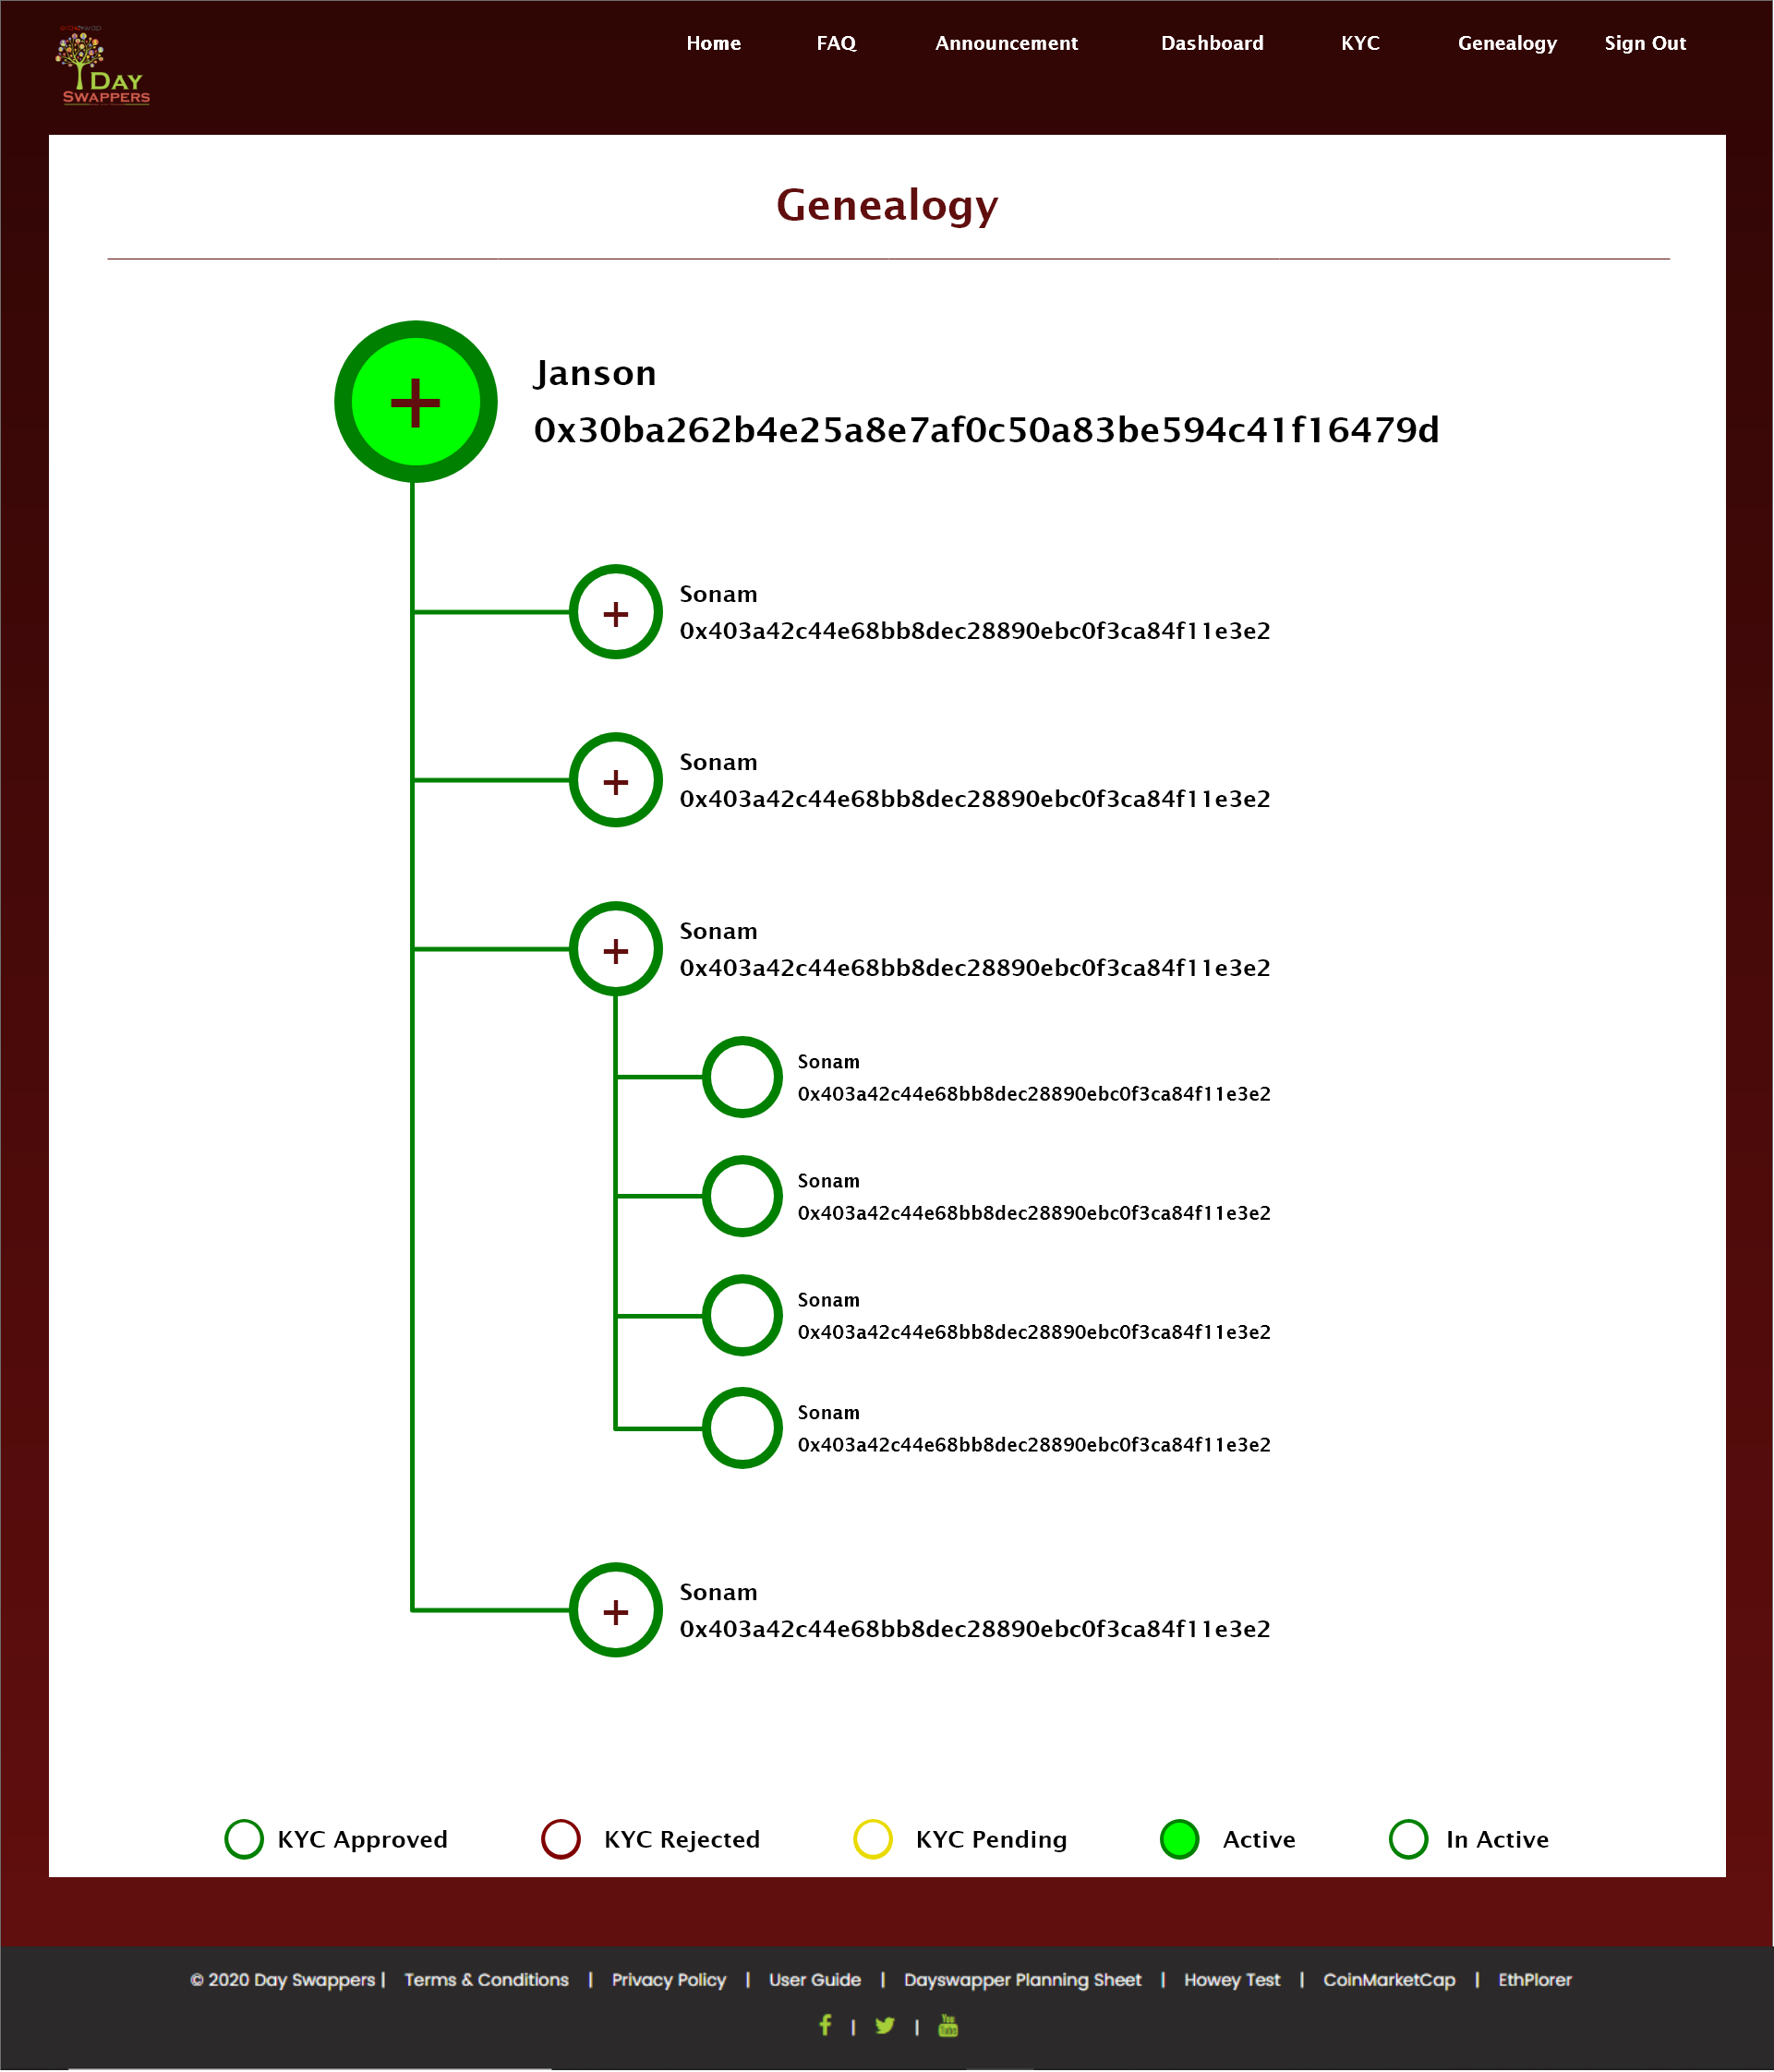 DAY
SWAPPERS
Home FAQ Announcement Dashboard KYC Genealogy Sign Out
Genealogy
+
Janson
0x30ba262b4e25a8e7af0c50a83be594c41f16479d
+
Sonam
0x403a42c44e68bb8dec28890ebc0f3ca84f11e3e2
+
Sonam
0x403a42c44e68bb8dec28890ebc0f3ca84f11e3e2
+
Sonam
0x403a42c44e68bb8dec28890ebc0f3ca84f11e3e2
Sonam
0x403a42c44e68bb8dec28890ebc0f3ca84f11e3e2
Sonam
0x403a42c44e68bb8dec28890ebc0f3ca84f11e3e2
Sonam
0x403a42c44e68bb8dec28890ebc0f3ca84f11e3e2
Sonam
0x403a42c44e68bb8dec28890ebc0f3ca84f11e3e2
+
Sonam
0x403a42c44e68bb8dec28890ebc0f3ca84f11e3e2
KYC Approved KYC Rejected KYC Pending Active In Active
© 2020 Day Swappers | Terms & Conditions | Privacy Policy | User Guide | Dayswapper Planning Sheet | Howey Test | CoinMarketCap | EthPlorer
| | You Tube